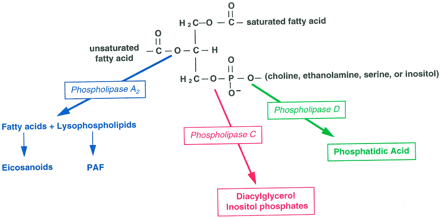 O
H₂C—O—C— saturated fatty acid
O
unsaturated —C—O—C—H
fatty acid
O
H₂C—O—P—O—(choline, ethanolamine, serine, or inositol)
O⁻
Phospholipase A₂
Phospholipase D
Fatty acids + Lysophospholipids
Phospholipase C
Phosphatidic Acid
Eicosanoids PAF
Diacylglycerol
Inositol phosphates